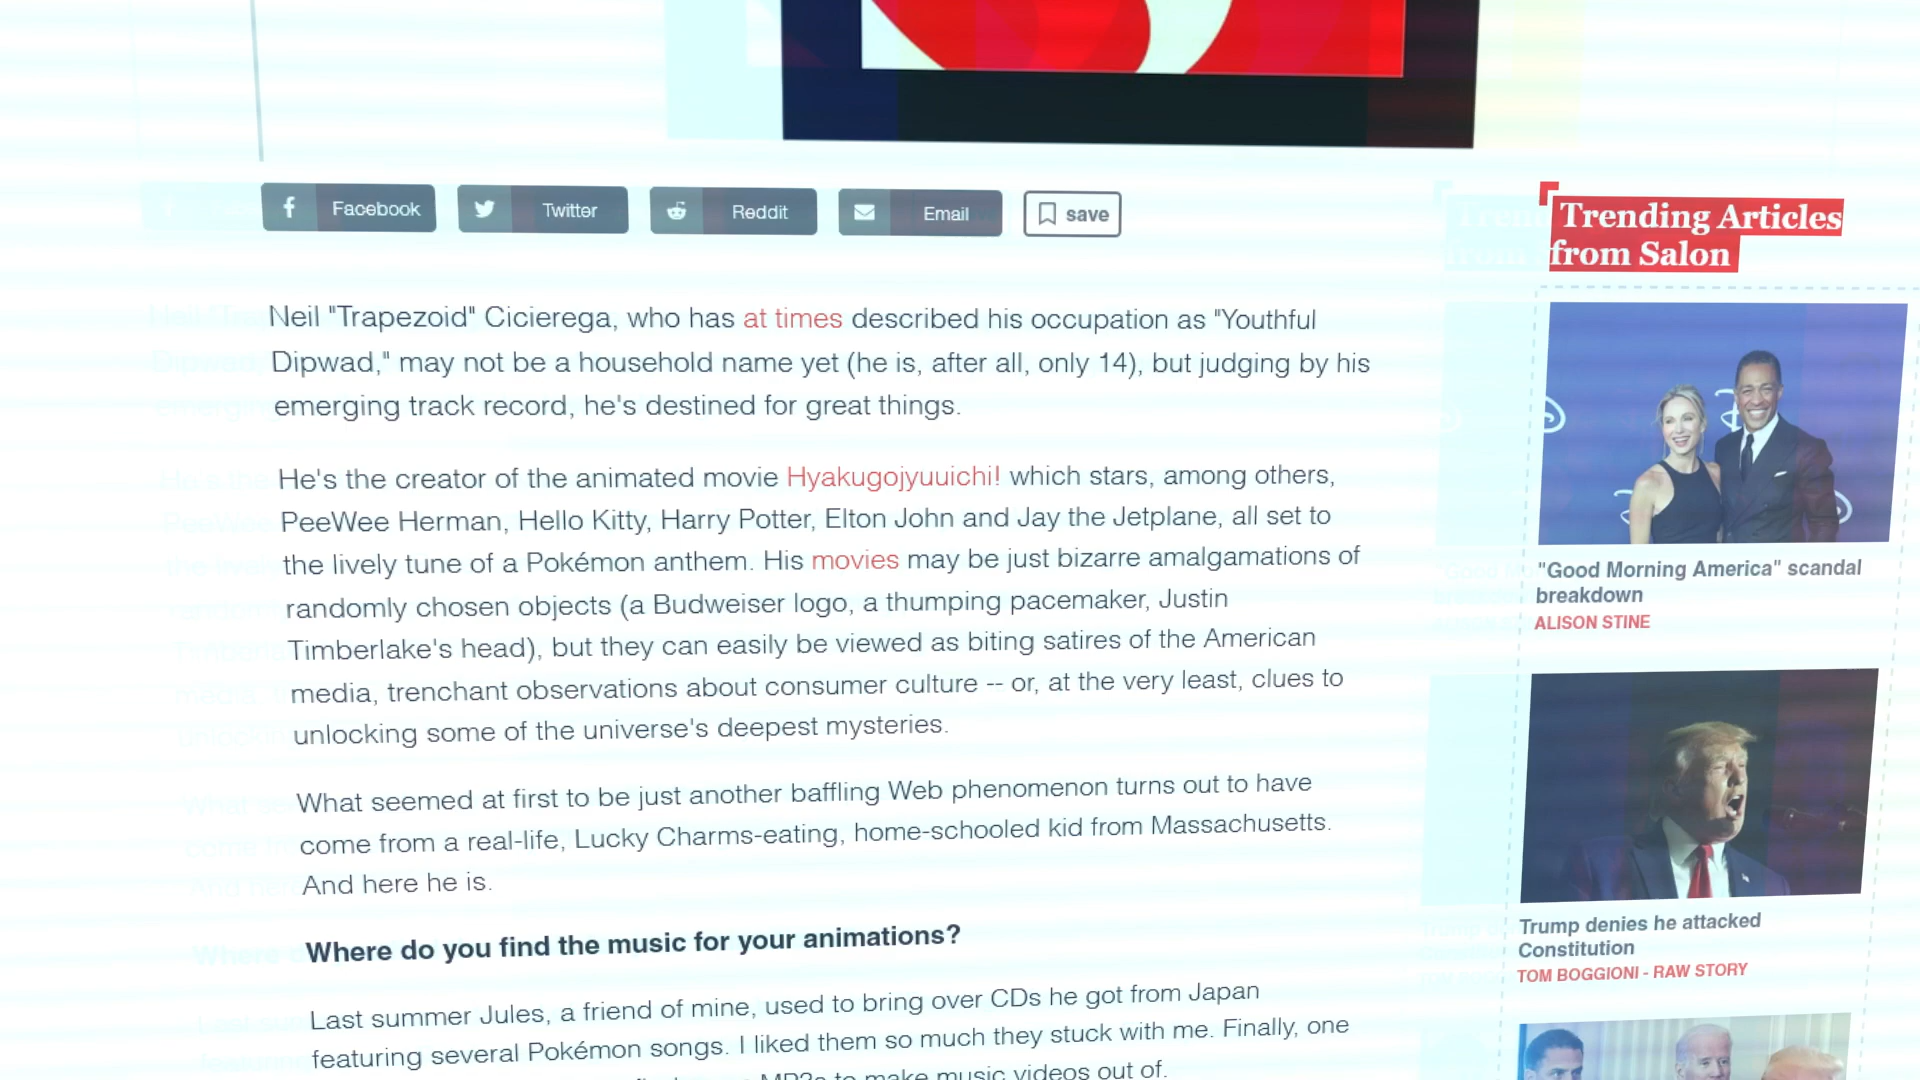 Facebook
Twitter
Reddit
Email
save
Neil "Trapezoid" Cicierega, who has at times described his occupation as "Youthful
Dipwad," may not be a household name yet (he is, after all, only 14), but judging by his
emerging track record, he's destined for great things.
He's the creator of the animated movie Hyakugojyuuichi! which stars, among others,
PeeWee Herman, Hello Kitty, Harry Potter, Elton John and Jay the Jetplane, all set to
the lively tune of a Pokémon anthem. His movies may be just bizarre amalgamations of
randomly chosen objects (a Budweiser logo, a thumping pacemaker, Justin
Timberlake's head), but they can easily be viewed as biting satires of the American
media, trenchant observations about consumer culture -- or, at the very least, clues to
unlocking some of the universe's deepest mysteries.
What seemed at first to be just another baffling Web phenomenon turns out to have
come from a real-life, Lucky Charms-eating, home-schooled kid from Massachusetts.
And here he is.
Where do you find the music for your animations?
Last summer Jules, a friend of mine, used to bring over CDs he got from Japan
featuring several Pokémon songs. I liked them so much they stuck with me. Finally, one
MP3s to make music videos out of.
Trending Articles
from Salon
"Good Morning America" scandal
breakdown
ALISON STINE
Trump denies he attacked
Constitution
TOM BOGGIONI - RAW STORY